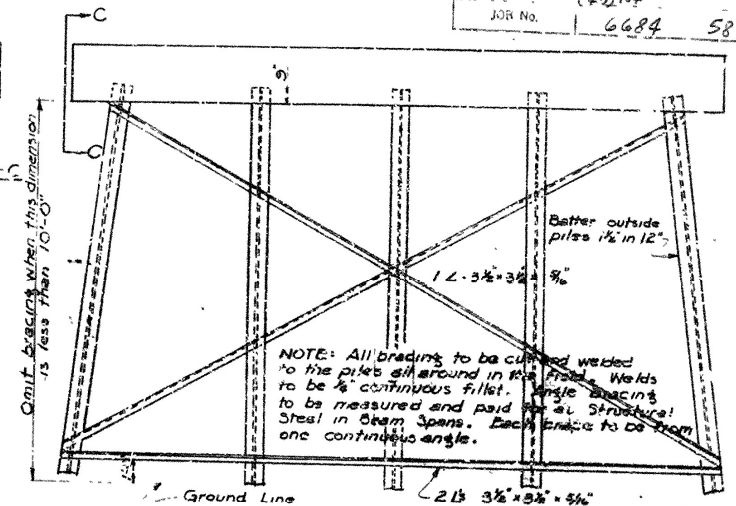 JOB No. 6684 58
C
9"
C
Omit bracing when this dimension
is less than 10'-0"
Batter outside
piles 1½" in 12"
1 L - 3½" x 3½" x 5/16"
NOTE: All bracing to be cut and welded
to the piles all around in the field. Welds
to be ¼" continuous fillet. Angle bracing
to be measured and paid for as Structural
Steel in Beam Spans. Each brace to be from
one continuous angle.
Ground Line
2 L's 3½" x 3½" x 5/16"